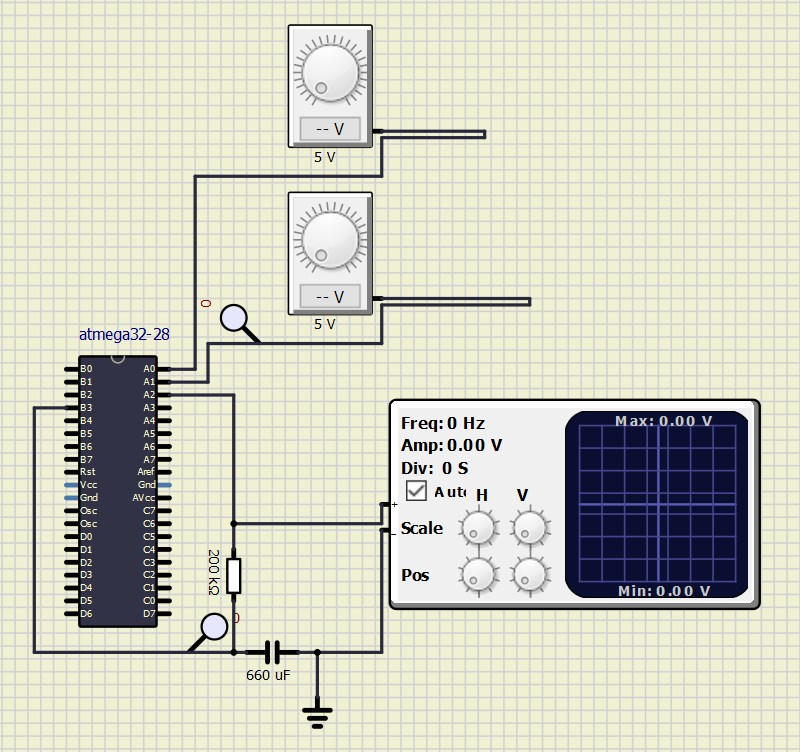 -- V
5 V
-- V
5 V
0
atmega32-28
B0 A0
B1 A1
B2 A2
B3 A3
B4 A4
B5 A5
B6 A6
B7 A7
Rst Aref
Vcc Gnd
Gnd AVcc
Osc C7
Osc C6
D0 C5
D1 C4
D2 C3
D3 C2
D4 C1
D5 C0
D6 D7
Freq: 0 Hz
Amp: 0.00 V
Div: 0 S
Auto H V
Scale
Pos
+
-
Max: 0.00 V
Min: 0.00 V
200 kΩ
0
660 uF